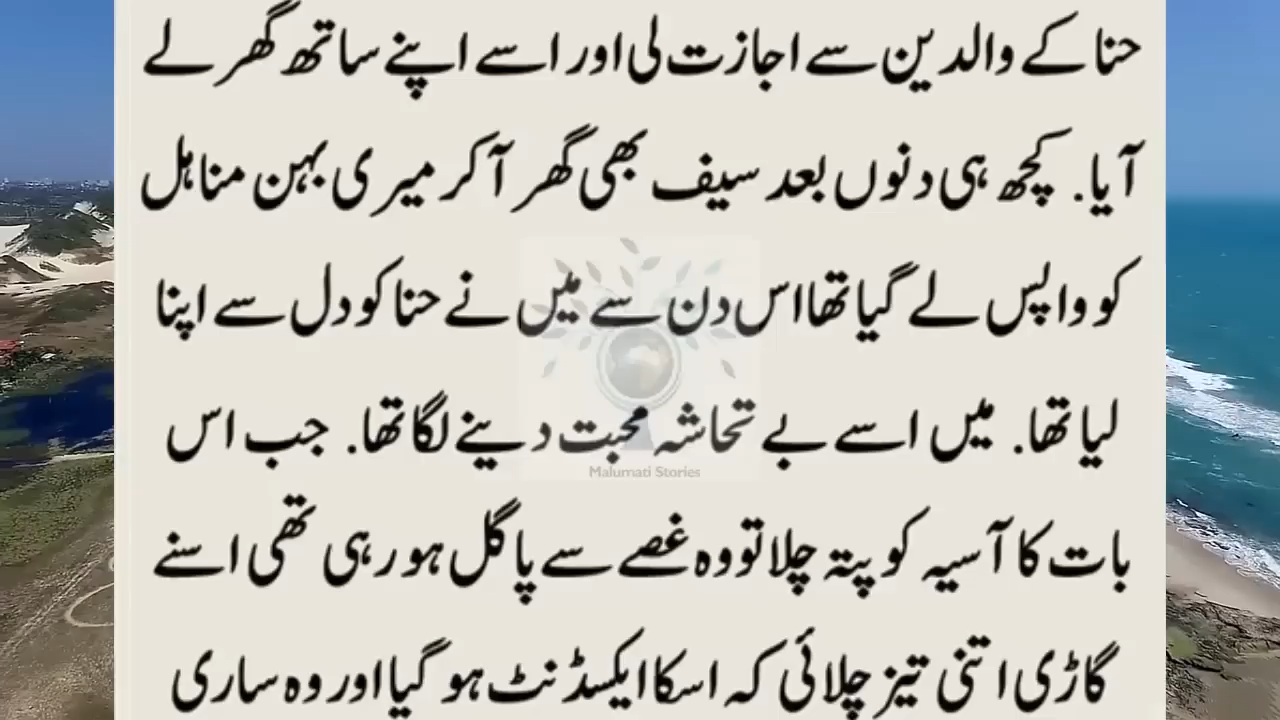 حنا کے والدین سے اجازت لی اور اسے اپنے ساتھ گھر لے
آیا. کچھ ہی دنوں بعد سیف بھی گھر آ کر میری بہن مناہل
کو واپس لے گیا تھا اس دن سے میں نے حنا کو دل سے اپنا
لیا تھا. میں اسے بے تحاشہ محبت دینے لگا تھا. جب اس
Malumati Stories
بات کا آسیہ کو پتہ چلا تو وہ غصے سے پاگل ہو رہی تھی اسنے
گاڑی اتنی تیز چلائی کہ اسکا ایکسڈنٹ ہو گیا اور وہ ساری